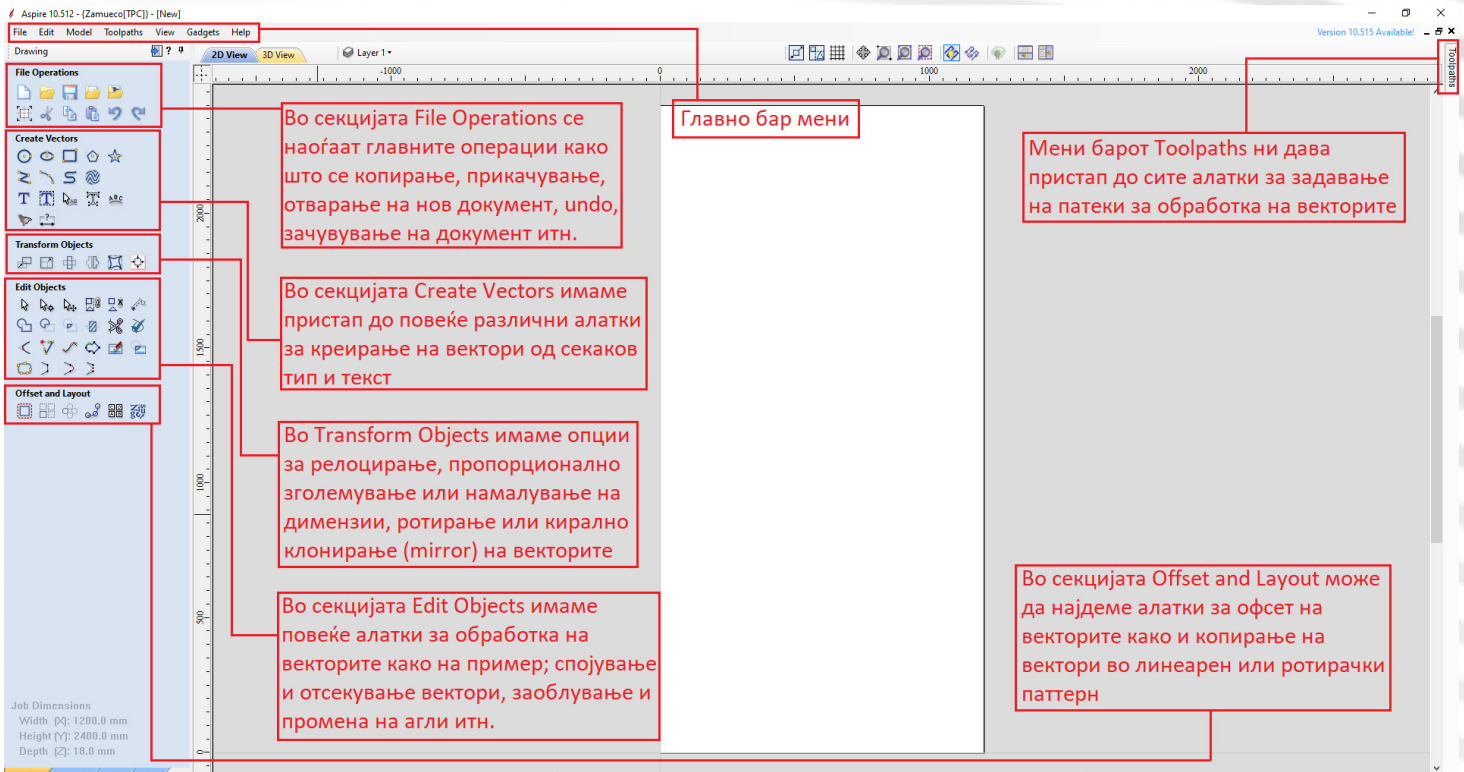 Aspire 10.512 - {Zamueco[TPC]} - [New]
File Edit Model Toolpaths View Gadgets Help
Version 10.515 Available!
Drawing
2D View
3D View
Layer 1
Toolpaths
-1000
0
1000
2000
File Operations
Create Vectors
Transform Objects
Edit Objects
Offset and Layout
2000
1500
1000
500
0
Во секцијата File Operations се
наоѓаат главните операции како
што се копирање, прикачување,
отварање на нов документ, undo,
зачувување на документ итн.
Главно бар мени
Мени барот Toolpaths ни дава
пристап до сите алатки за задавање
на патеки за обработка на векторите
Во секцијата Create Vectors имаме
пристап до повеќе различни алатки
за креирање на вектори од секаков
тип и текст
Во Transform Objects имаме опции
за релоцирање, пропорционално
зголемување или намалување на
димензии, ротирање или кирално
клонирање (mirror) на векторите
Во секцијата Edit Objects имаме
повеќе алатки за обработка на
векторите како на пример; спојување
и отсекување вектори, заоблување и
промена на агли итн.
Во секцијата Offset and Layout може
да најдеме алатки за офсет на
векторите како и копирање на
вектори во линеарен или ротирачки
паттерн
Job Dimensions
Width (X): 1200.0 mm
Height (Y): 2400.0 mm
Depth (Z): 18.0 mm